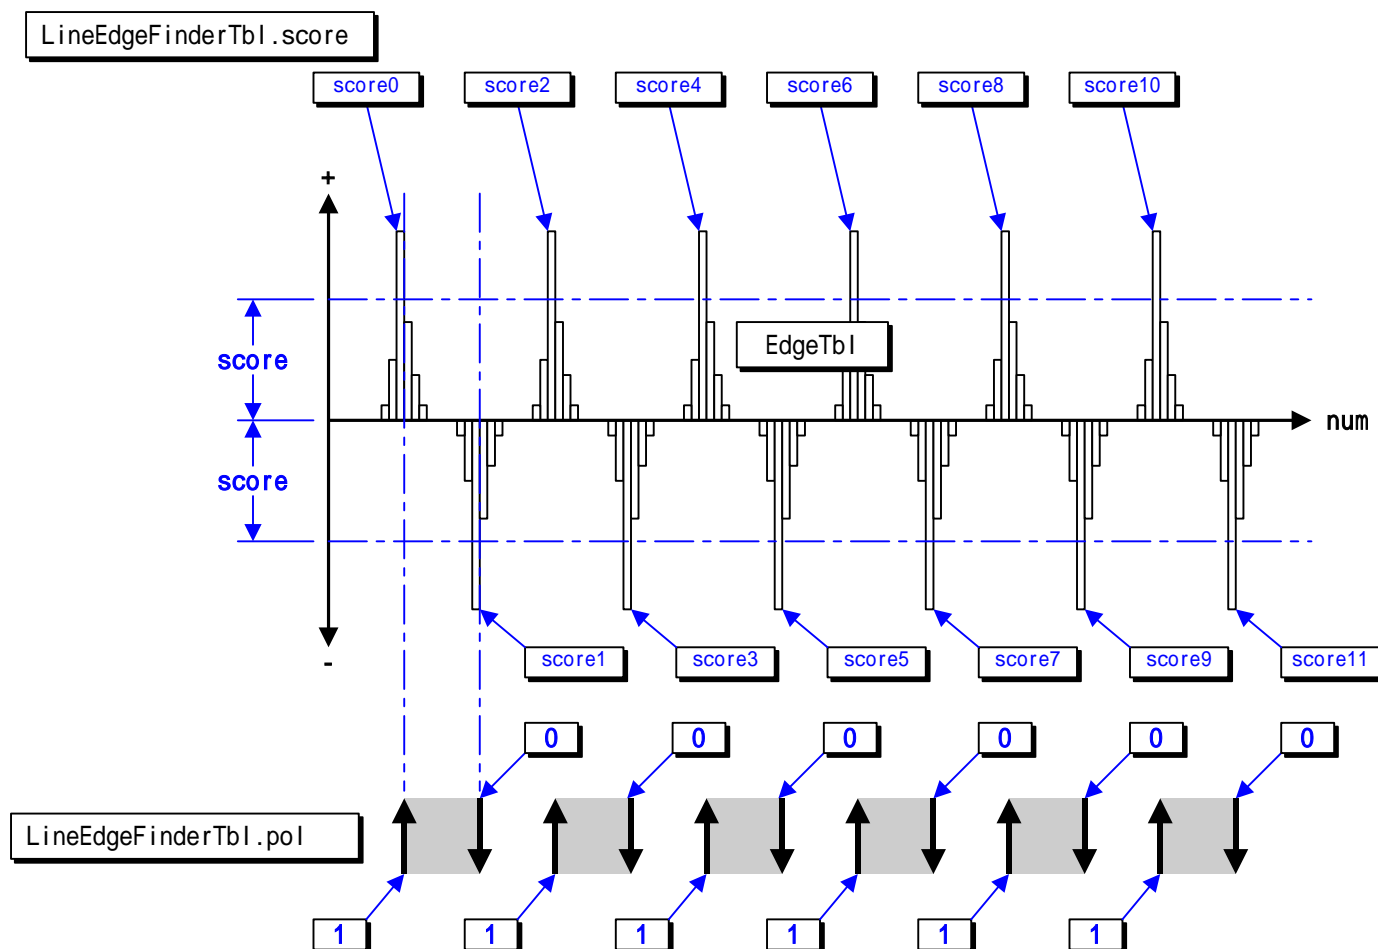 LineEdgeFinderTbl.score
score0 score2 score4 score6 score8 score10
+
EdgeTbl
score
num
score
score1 score3 score5 score7 score9 score11
-
0 0 0 0 0 0
LineEdgeFinderTbl.pol
1 1 1 1 1 1